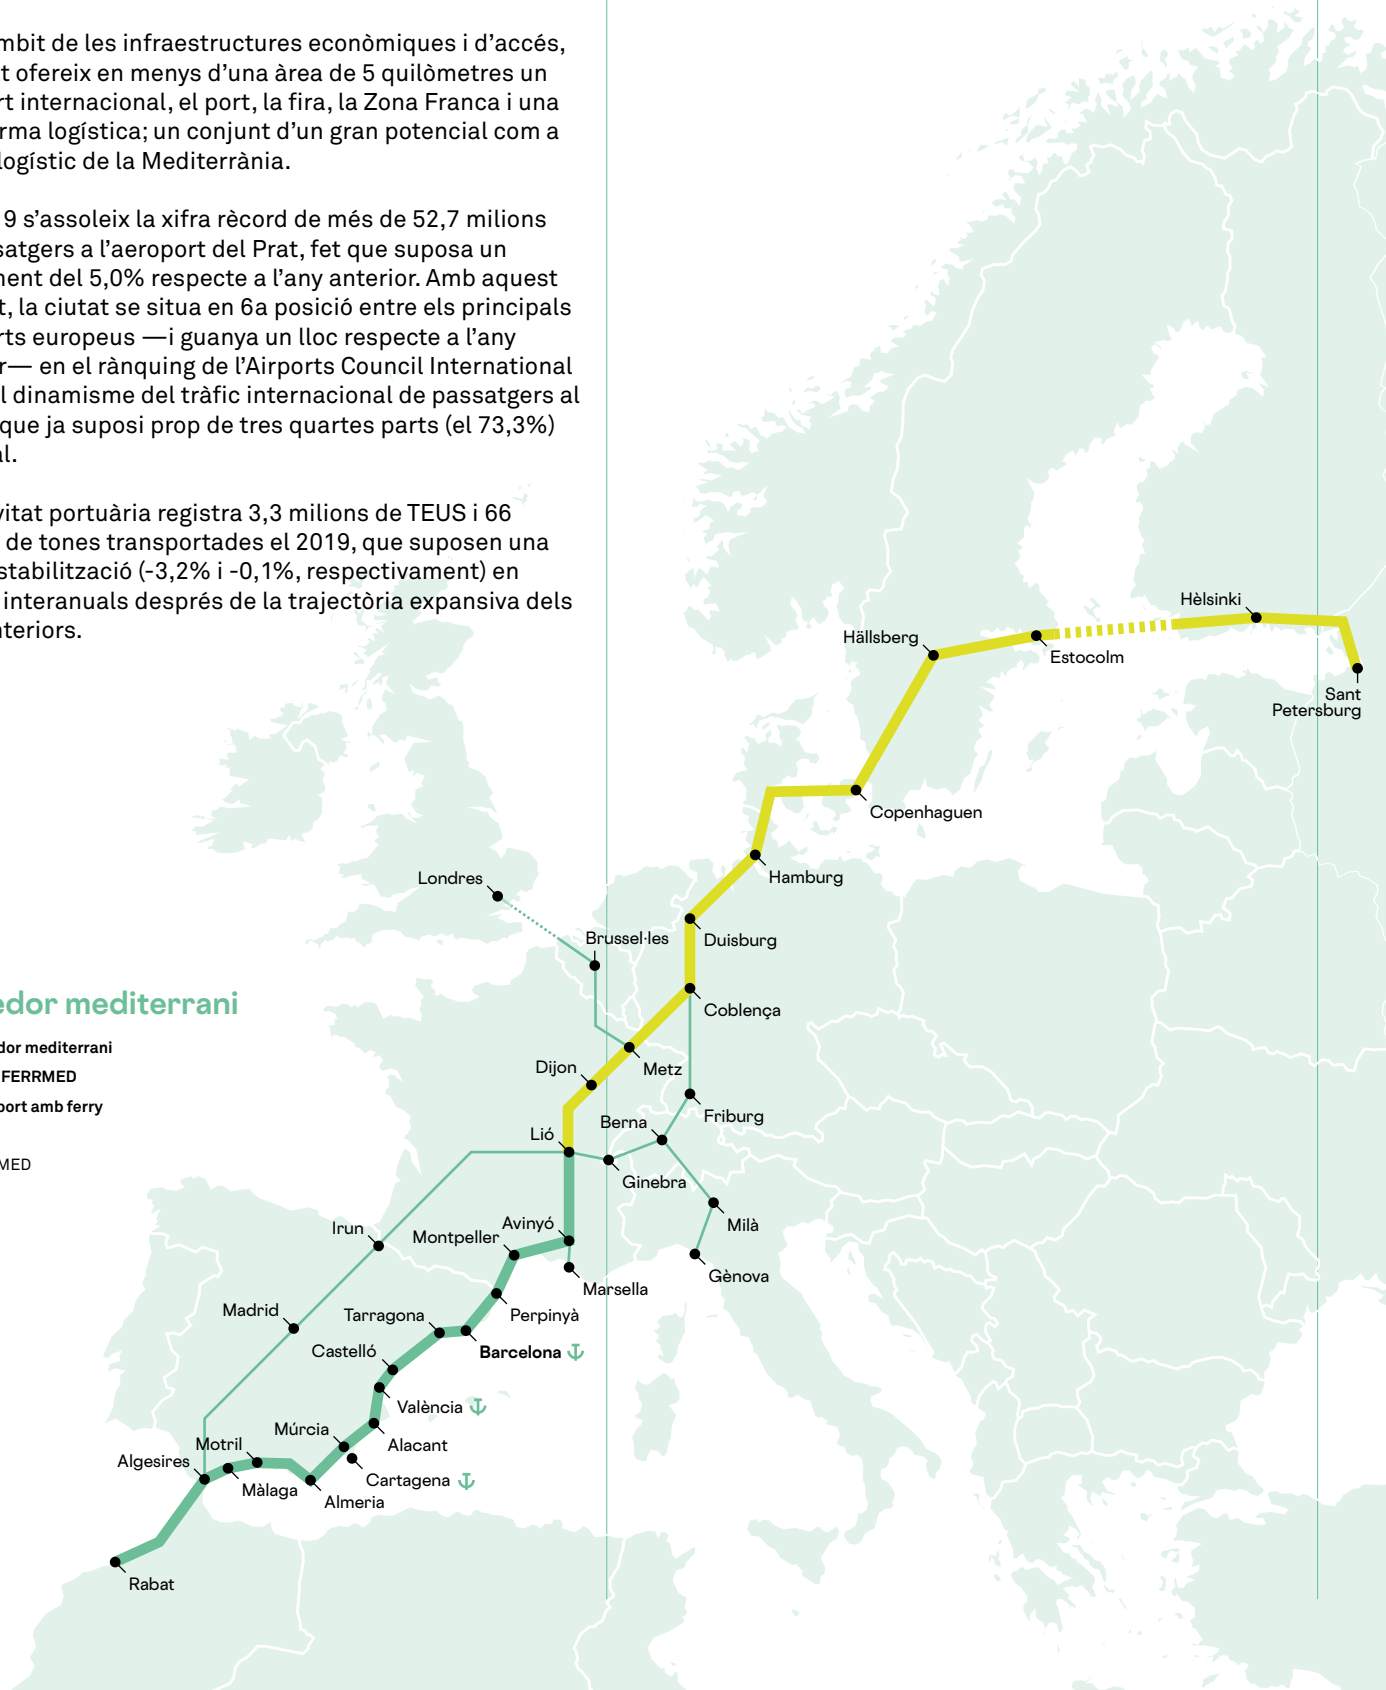 mbit de les infraestructures econòmiques i d’accés,
t ofereix en menys d’una àrea de 5 quilòmetres un
rt internacional, el port, la fira, la Zona Franca i una
rma logística; un conjunt d’un gran potencial com a
logístic de la Mediterrània.
9 s’assoleix la xifra rècord de més de 52,7 milions
satgers a l’aeroport del Prat, fet que suposa un
ment del 5,0% respecte a l’any anterior. Amb aquest
t, la ciutat se situa en 6a posició entre els principals
rts europeus —i guanya un lloc respecte a l’any
r— en el rànquing de l’Airports Council International
l dinamisme del tràfic internacional de passatgers al
que ja suposi prop de tres quartes parts (el 73,3%)
al.
vitat portuària registra 3,3 milions de TEUS i 66
de tones transportades el 2019, que suposen una
stabilització (-3,2% i -0,1%, respectivament) en
interanuals després de la trajectòria expansiva dels
nteriors.
Hèlsinki
Hällsberg
Estocolm
Sant
Petersburg
Copenhaguen
Hamburg
Londres
Brussel·les
Duisburg
edor mediterrani
Coblença
dor mediterrani
FERRMED
port amb ferry
MED
Dijon
Metz
Friburg
Berna
Lió
Ginebra
Milà
Irun
Avinyó
Montpeller
Gènova
Marsella
Madrid
Tarragona
Perpinyà
Castelló
Barcelona
València
Múrcia
Alacant
Motril
Algesires
Cartagena
Màlaga
Almeria
Rabat